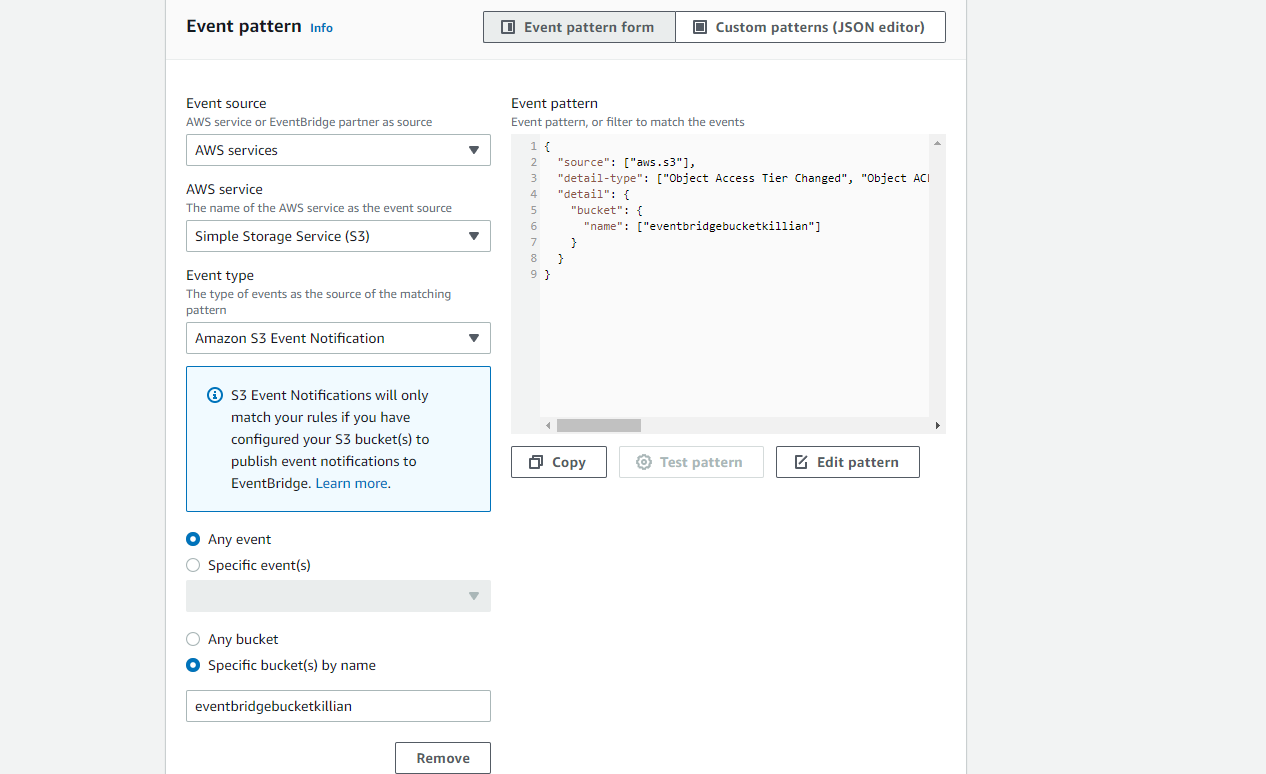 Event pattern Info
Event pattern form
Custom patterns (JSON editor)
Event source
AWS service or EventBridge partner as source
AWS services
AWS service
The name of the AWS service as the event source
Simple Storage Service (S3)
Event type
The type of events as the source of the matching
pattern
Amazon S3 Event Notification
S3 Event Notifications will only
match your rules if you have
configured your S3 bucket(s) to
publish event notifications to
EventBridge. Learn more.
Any event
Specific event(s)
Any bucket
Specific bucket(s) by name
eventbridgebucketkillian
Remove
Event pattern
Event pattern, or filter to match the events
1 {
2 "source": ["aws.s3"],
3 "detail-type": ["Object Access Tier Changed", "Object ACL
4 "detail": {
5 "bucket": {
6 "name": ["eventbridgebucketkillian"]
7 }
8 }
9 }
Copy
Test pattern
Edit pattern